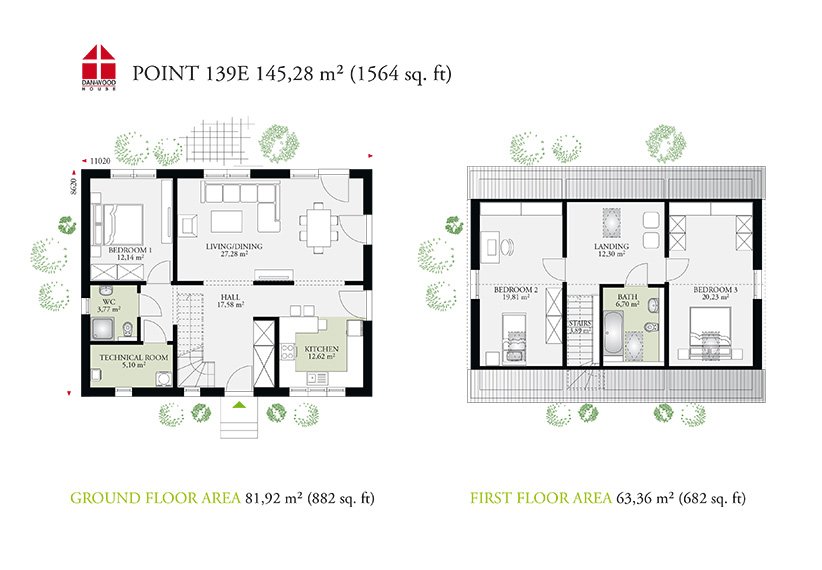 DAN-WOOD
HOUSE
POINT 139E 145,28 m² (1564 sq. ft)
11020
8620
BEDROOM 1
12,14 m²
LIVING/DINING
27,28 m²
WC
3,77 m²
HALL
17,58 m²
KITCHEN
12,62 m²
TECHNICAL ROOM
5,10 m²
LANDING
12,30 m²
BEDROOM 2
19,81 m²
BATH
6,70 m²
BEDROOM 3
20,23 m²
STAIRS
3,89 m²
GROUND FLOOR AREA 81,92 m² (882 sq. ft)
FIRST FLOOR AREA 63,36 m² (682 sq. ft)